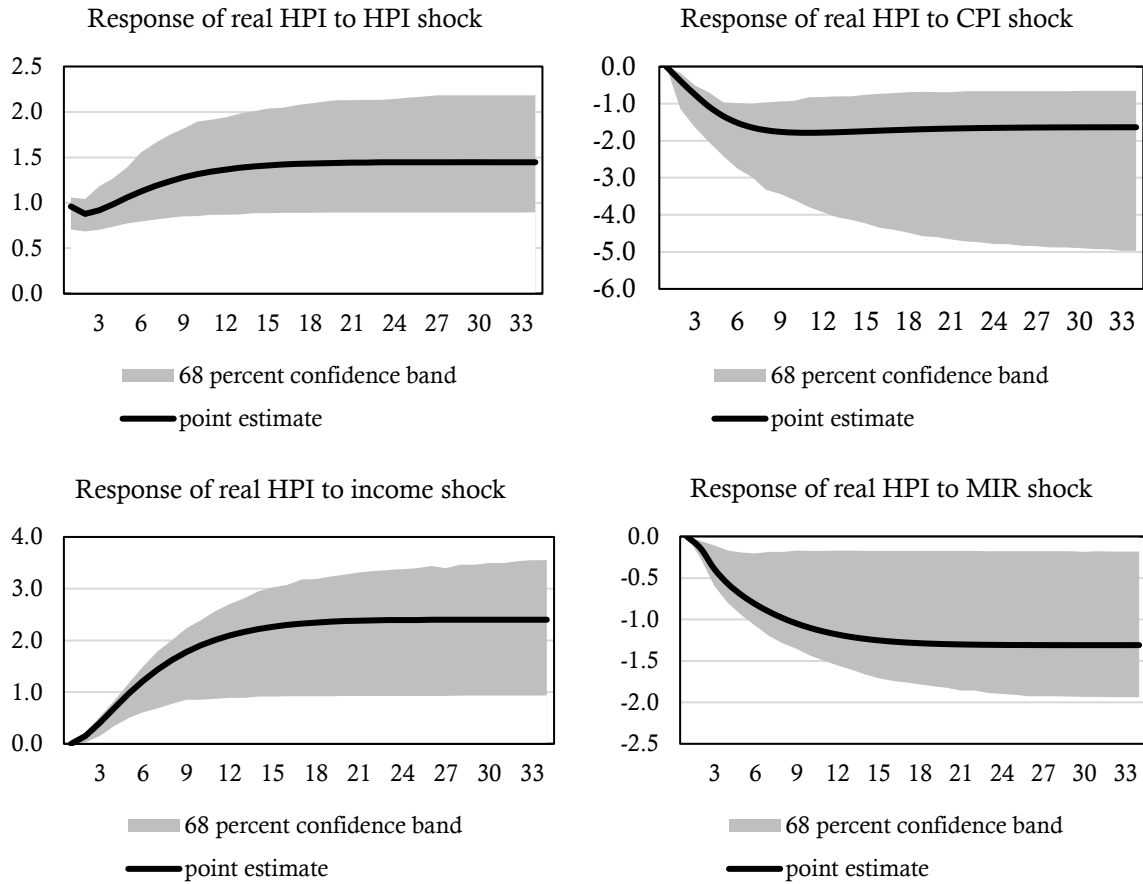 Response of real HPI to HPI shock
2.5
2.0
1.5
1.0
0.5
0.0
3 6 9 12 15 18 21 24 27 30 33
68 percent confidence band
point estimate
Response of real HPI to CPI shock
0.0
-1.0
-2.0
-3.0
-4.0
-5.0
-6.0
3 6 9 12 15 18 21 24 27 30 33
68 percent confidence band
point estimate
Response of real HPI to income shock
4.0
3.0
2.0
1.0
0.0
3 6 9 12 15 18 21 24 27 30 33
68 percent confidence band
point estimate
Response of real HPI to MIR shock
0.0
-0.5
-1.0
-1.5
-2.0
-2.5
3 6 9 12 15 18 21 24 27 30 33
68 percent confidence band
point estimate